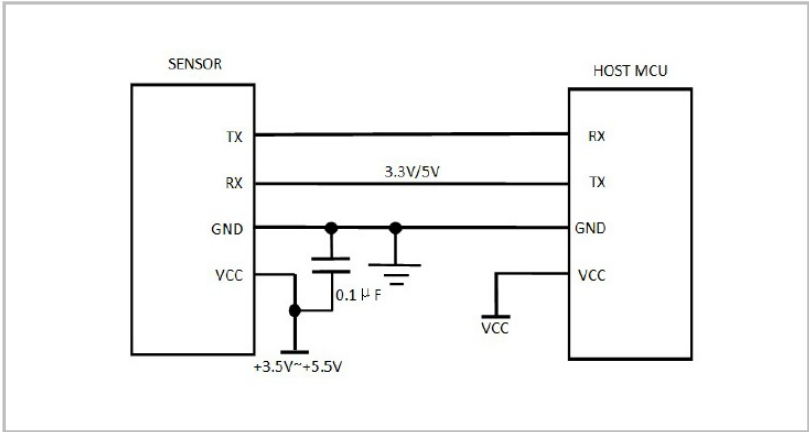 SENSOR
HOST MCU
TX
RX
3.3V/5V
RX
TX
GND
GND
VCC
VCC
0.1μF
VCC
+3.5V~+5.5V